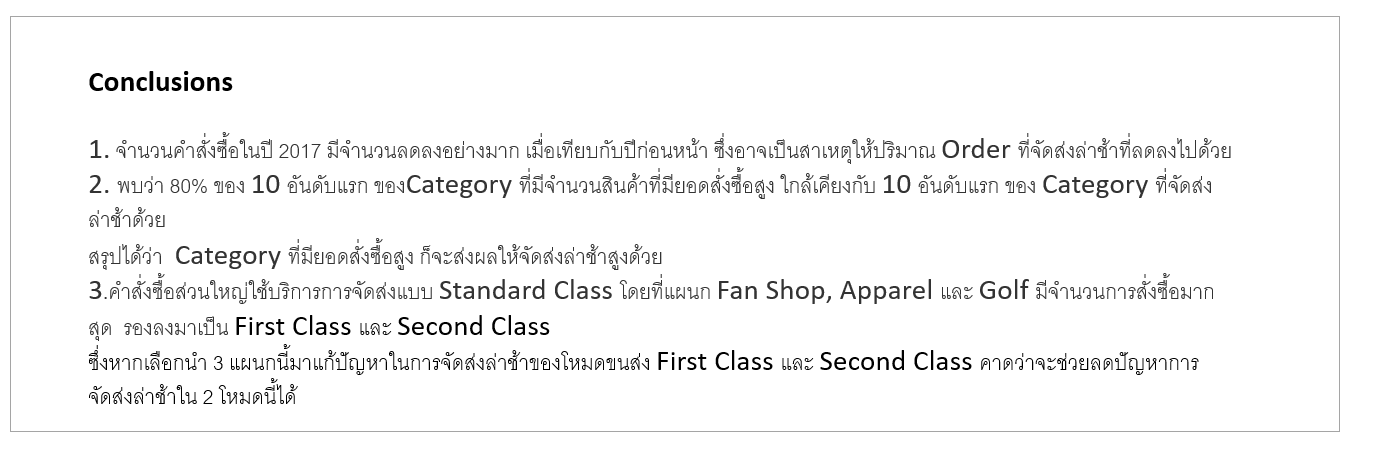 Conclusions
1. จำนวนคำสั่งซื้อในปี 2017 มีจำนวนลดลงอย่างมาก เมื่อเทียบกับปีก่อนหน้า ซึ่งอาจเป็นสาเหตุให้ปริมาณ Order ที่จัดส่งล่าช้าที่ลดลงไปด้วย
2. พบว่า 80% ของ 10 อันดับแรก ของCategory ที่มีจำนวนสินค้าที่มียอดสั่งซื้อสูง ใกล้เคียงกับ 10 อันดับแรก ของ Category ที่จัดส่ง
ล่าช้าด้วย
สรุปได้ว่า  Category ที่มียอดสั่งซื้อสูง ก็จะส่งผลให้จัดส่งล่าช้าสูงด้วย
3.คำสั่งซื้อส่วนใหญ่ใช้บริการการจัดส่งแบบ Standard Class โดยที่แผนก Fan Shop, Apparel และ Golf มีจำนวนการสั่งซื้อมาก
สุด  รองลงมาเป็น First Class และ Second Class
ซึ่งหากเลือกนำ 3 แผนกนี้มาแก้ปัญหาในการจัดส่งล่าช้าของโหมดขนส่ง First Class และ Second Class คาดว่าจะช่วยลดปัญหาการ
จัดส่งล่าช้าใน 2 โหมดนี้ได้